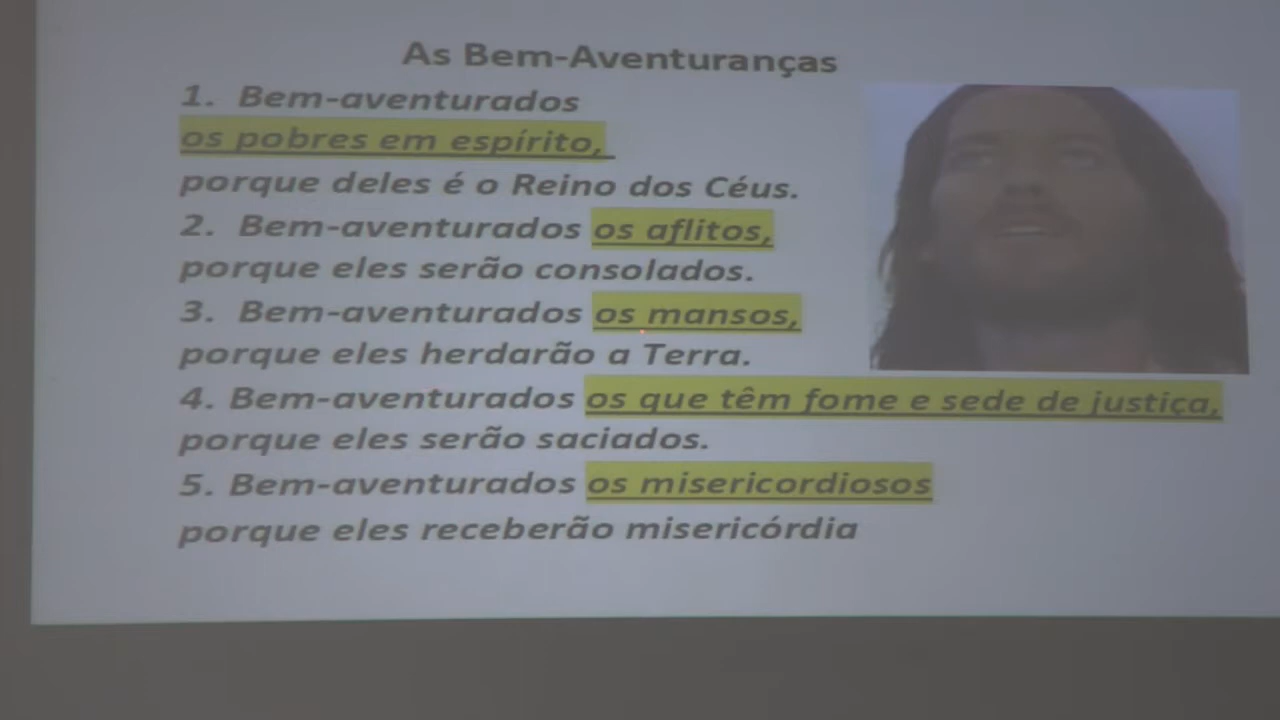 As Bem-Aventuranças
1. Bem-aventurados
os pobres em espírito,
porque deles é o Reino dos Céus.
2. Bem-aventurados os aflitos,
porque eles serão consolados.
3. Bem-aventurados os mansos,
porque eles herdarão a Terra.
4. Bem-aventurados os que têm fome e sede de justiça,
porque eles serão saciados.
5. Bem-aventurados os misericordiosos
porque eles receberão misericórdia